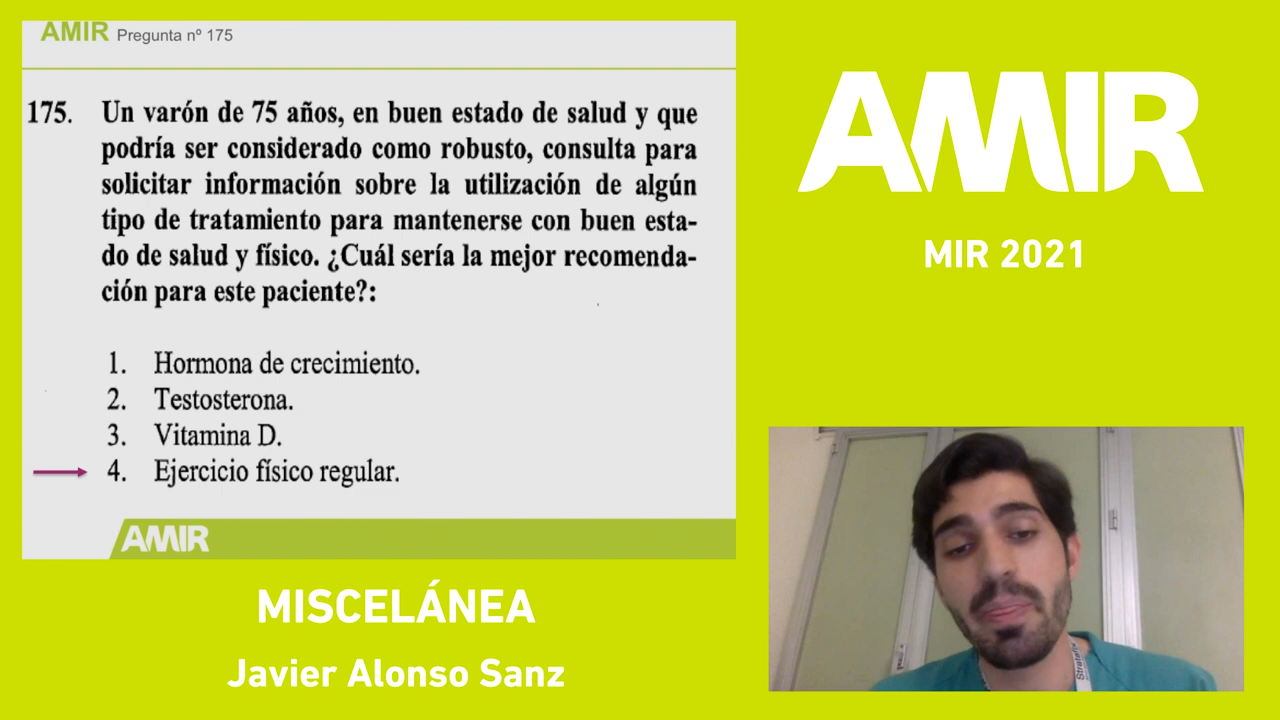 AMIR Pregunta nº 175
175. Un varón de 75 años, en buen estado de salud y que
podría ser considerado como robusto, consulta para
solicitar información sobre la utilización de algún
tipo de tratamiento para mantenerse con buen esta-
do de salud y físico. ¿Cuál sería la mejor recomenda-
ción para este paciente?:
1. Hormona de crecimiento.
2. Testosterona.
3. Vitamina D.
4. Ejercicio físico regular.
AMIR
MISCELÁNEA
Javier Alonso Sanz
AMIR
MIR 2021